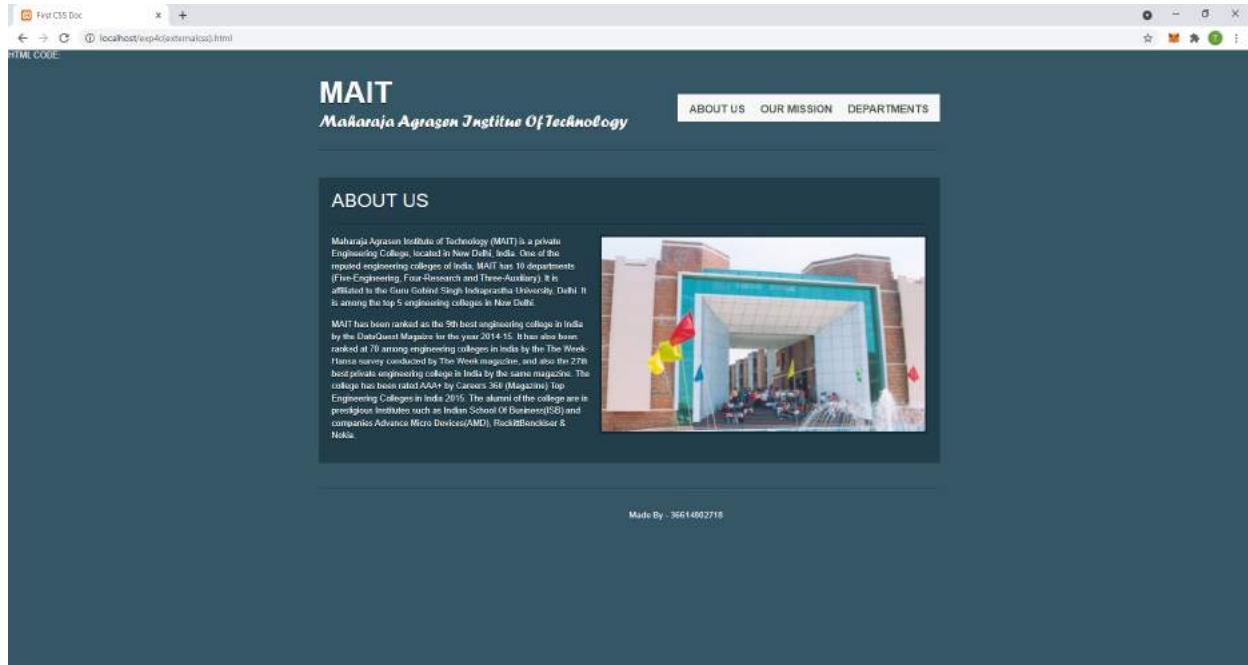 First CSS Doc
localhost/exp4c(externalcss).html
HTML CODE:
MAIT
Maharaja Agrasen Institue Of Technology
ABOUT US OUR MISSION DEPARTMENTS
ABOUT US
Maharaja Agrasen Institute of Technology (MAIT) is a private
Engineering College, located in New Delhi, India. One of the
reputed engineering colleges of India, MAIT has 10 departments
(Five-Engineering, Four-Research and Three-Auxiliary). It is
affiliated to the Guru Gobind Singh Indraprastha University, Delhi. It
is among the top 5 engineering colleges in New Delhi.
MAIT has been ranked as the 9th best engineering college in India
by the DataQuest Magaize for the year 2014-15. It has also been
ranked at 70 among engineering colleges in India by the The Week-
Hansa survey conducted by The Week magazine, and also the 27th
best private engineering college in India by the same magazine. The
college has been rated AAA+ by Careers 360 (Magazine) Top
Engineering Colleges in India 2015. The alumni of the college are in
prestigious Institutes such as Indian School Of Business(ISB) and
companies Advance Micro Devices(AMD), ReckittBenckiser &
Nokia.
Made By - 36614802718